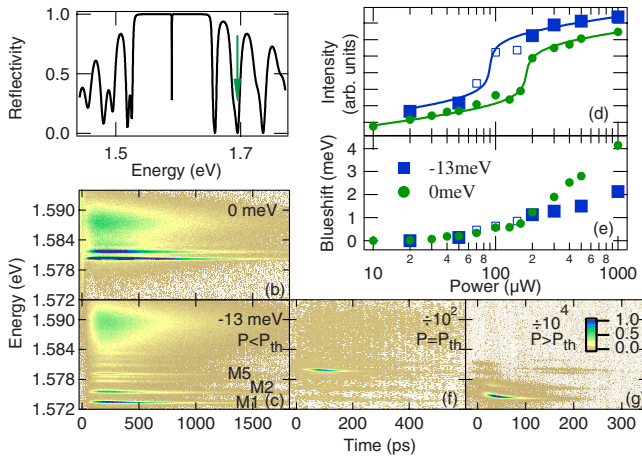 Reflectivity
1.0
0.5
0.0
1.5
1.7
Energy (eV)
Intensity
(arb. units)
(d)
Blueshift (meV)
4
3
2
1
0
-13meV
0meV
(e)
10
2
4
6
8
100
2
4
6
8
1000
Power (µW)
Energy (eV)
1.590
1.584
1.578
1.572
0 meV
(b)
1.590
1.584
1.578
1.572
-13 meV
P<Pth
M5
M2
M1
(c)
0
500
1000
1500
÷10²
P=Pth
(f)
0
200
400
÷10⁴
P>Pth
1.0
0.5
0.0
(g)
0
100
200
300
Time (ps)